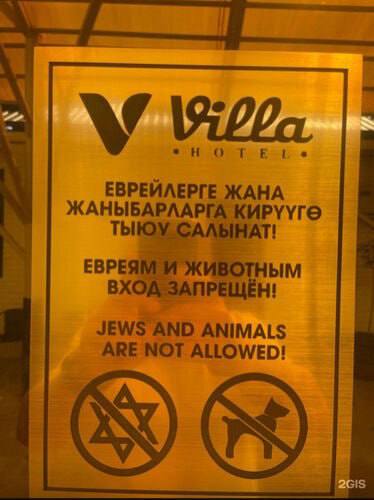 V Villa
HOTEL
ЕВРЕЙЛЕРГЕ ЖАНА
ЖАНЫБАРЛАРГА КИРҮҮГӨ
ТЫЮУ САЛЫНАТ!
ЕВРЕЯМ И ЖИВОТНЫМ
ВХОД ЗАПРЕЩЁН!
JEWS AND ANIMALS
ARE NOT ALLOWED!
2GIS